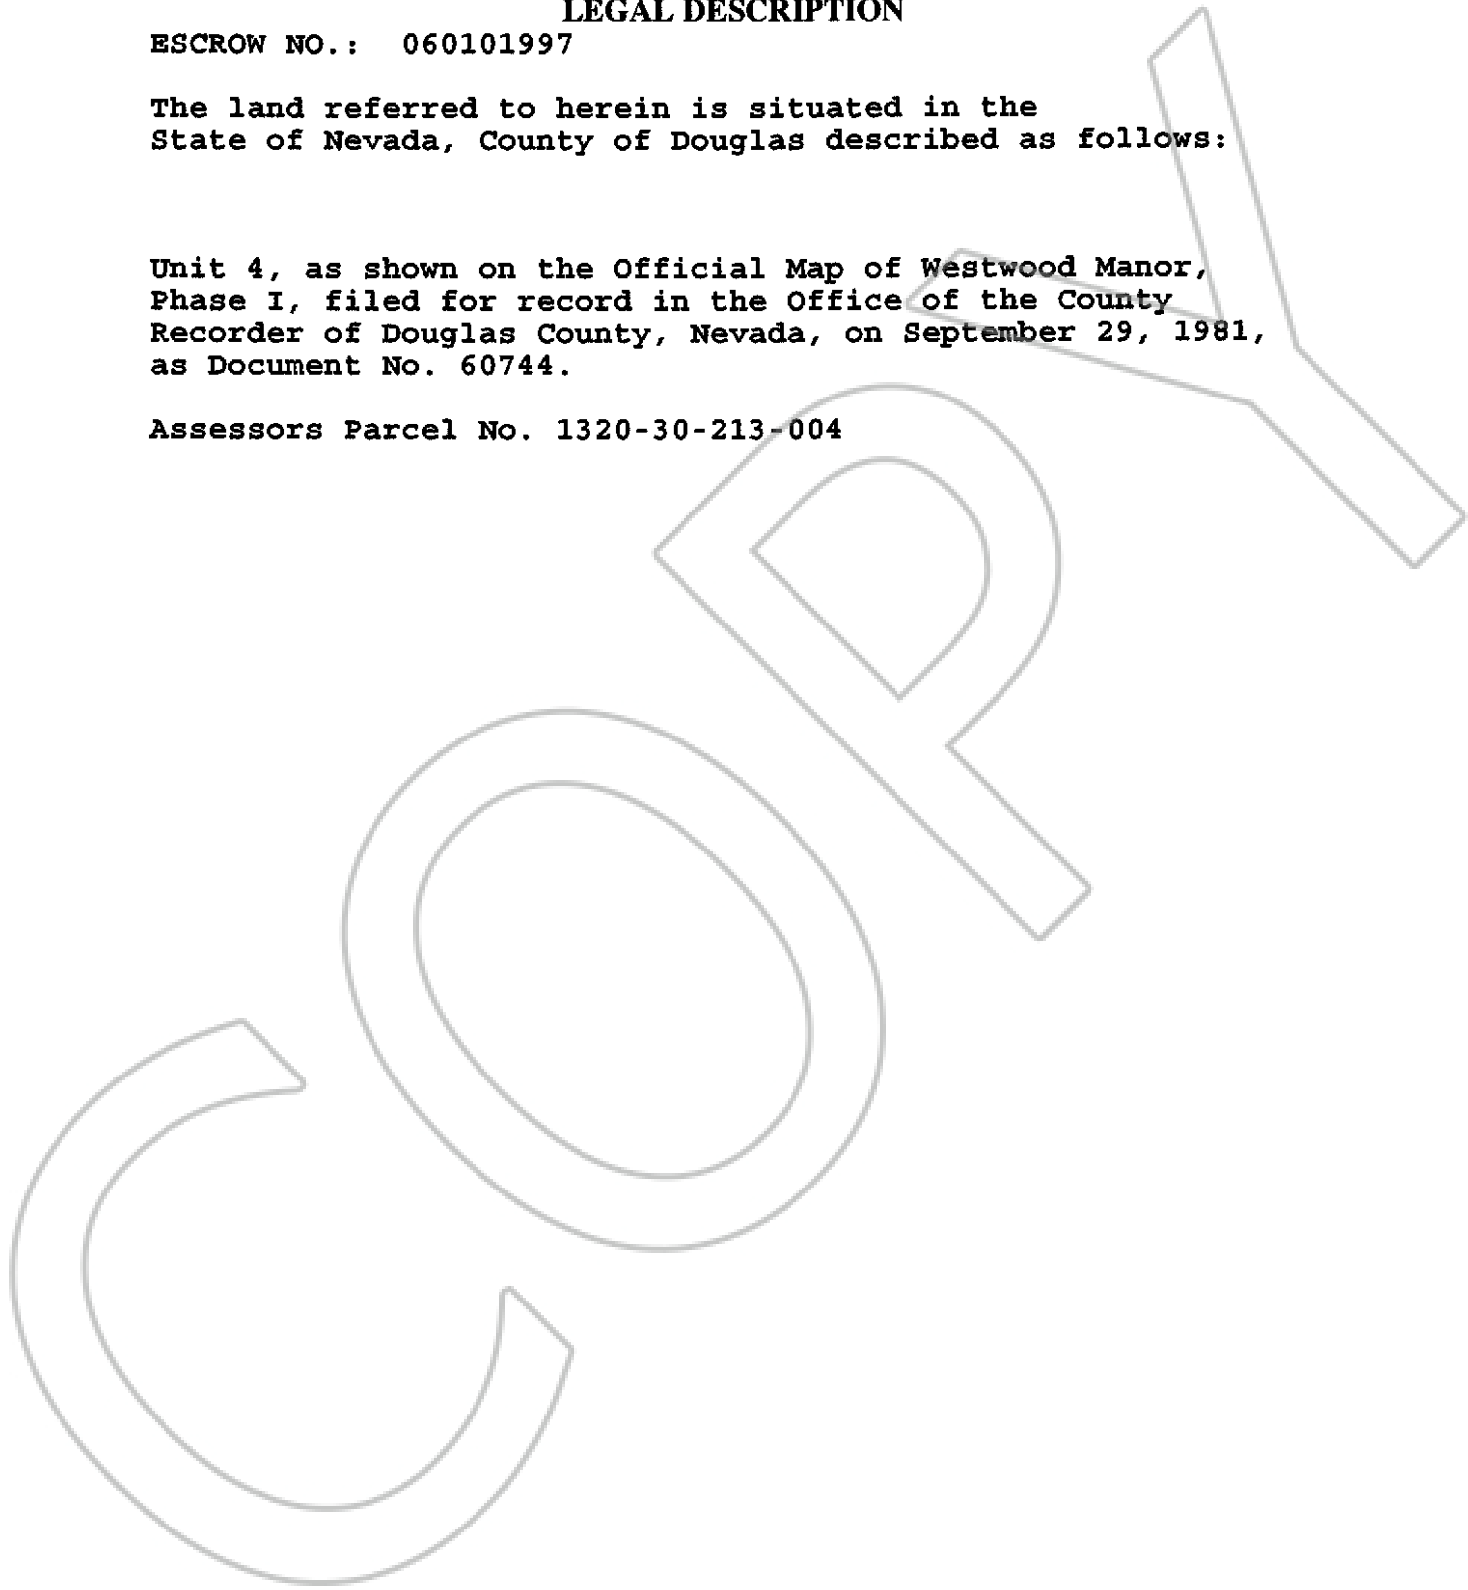 LEGAL DESCRIPTION
ESCROW NO.: 060101997
The land referred to herein is situated in the
State of Nevada, County of Douglas described as follows:
Unit 4, as shown on the Official Map of Westwood Manor,
Phase I, filed for record in the Office of the County
Recorder of Douglas County, Nevada, on September 29, 1981,
as Document No. 60744.
Assessors Parcel No. 1320-30-213-004
COPY